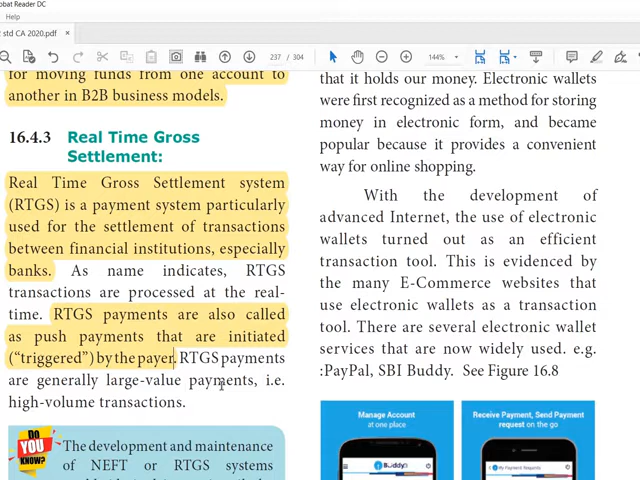 obat Reader DC
Help
t std CA 2020.pdf ×
237 / 304
144%
for moving funds from one account to
another in B2B business models.
16.4.3 Real Time Gross
Settlement:
Real Time Gross Settlement system
(RTGS) is a payment system particularly
used for the settlement of transactions
between financial institutions, especially
banks. As name indicates, RTGS
transactions are processed at the real-
time. RTGS payments are also called
as push payments that are initiated
(“triggered”) by the payer. RTGS payments
are generally large-value payments, i.e.
high-volume transactions.
DO
YOU
KNOW?
The development and maintenance
of NEFT or RTGS systems
that it holds our money. Electronic wallets
were first recognized as a method for storing
money in electronic form, and became
popular because it provides a convenient
way for online shopping.
With the development of
advanced Internet, the use of electronic
wallets turned out as an efficient
transaction tool. This is evidenced by
the many E-Commerce websites that
use electronic wallets as a transaction
tool. There are several electronic wallet
services that are now widely used. e.g.
:PayPal, SBI Buddy. See Figure 16.8
Manage Account
at one place
Buddy
Receive Payment, Send Payment
request on the go
My Payments Requests